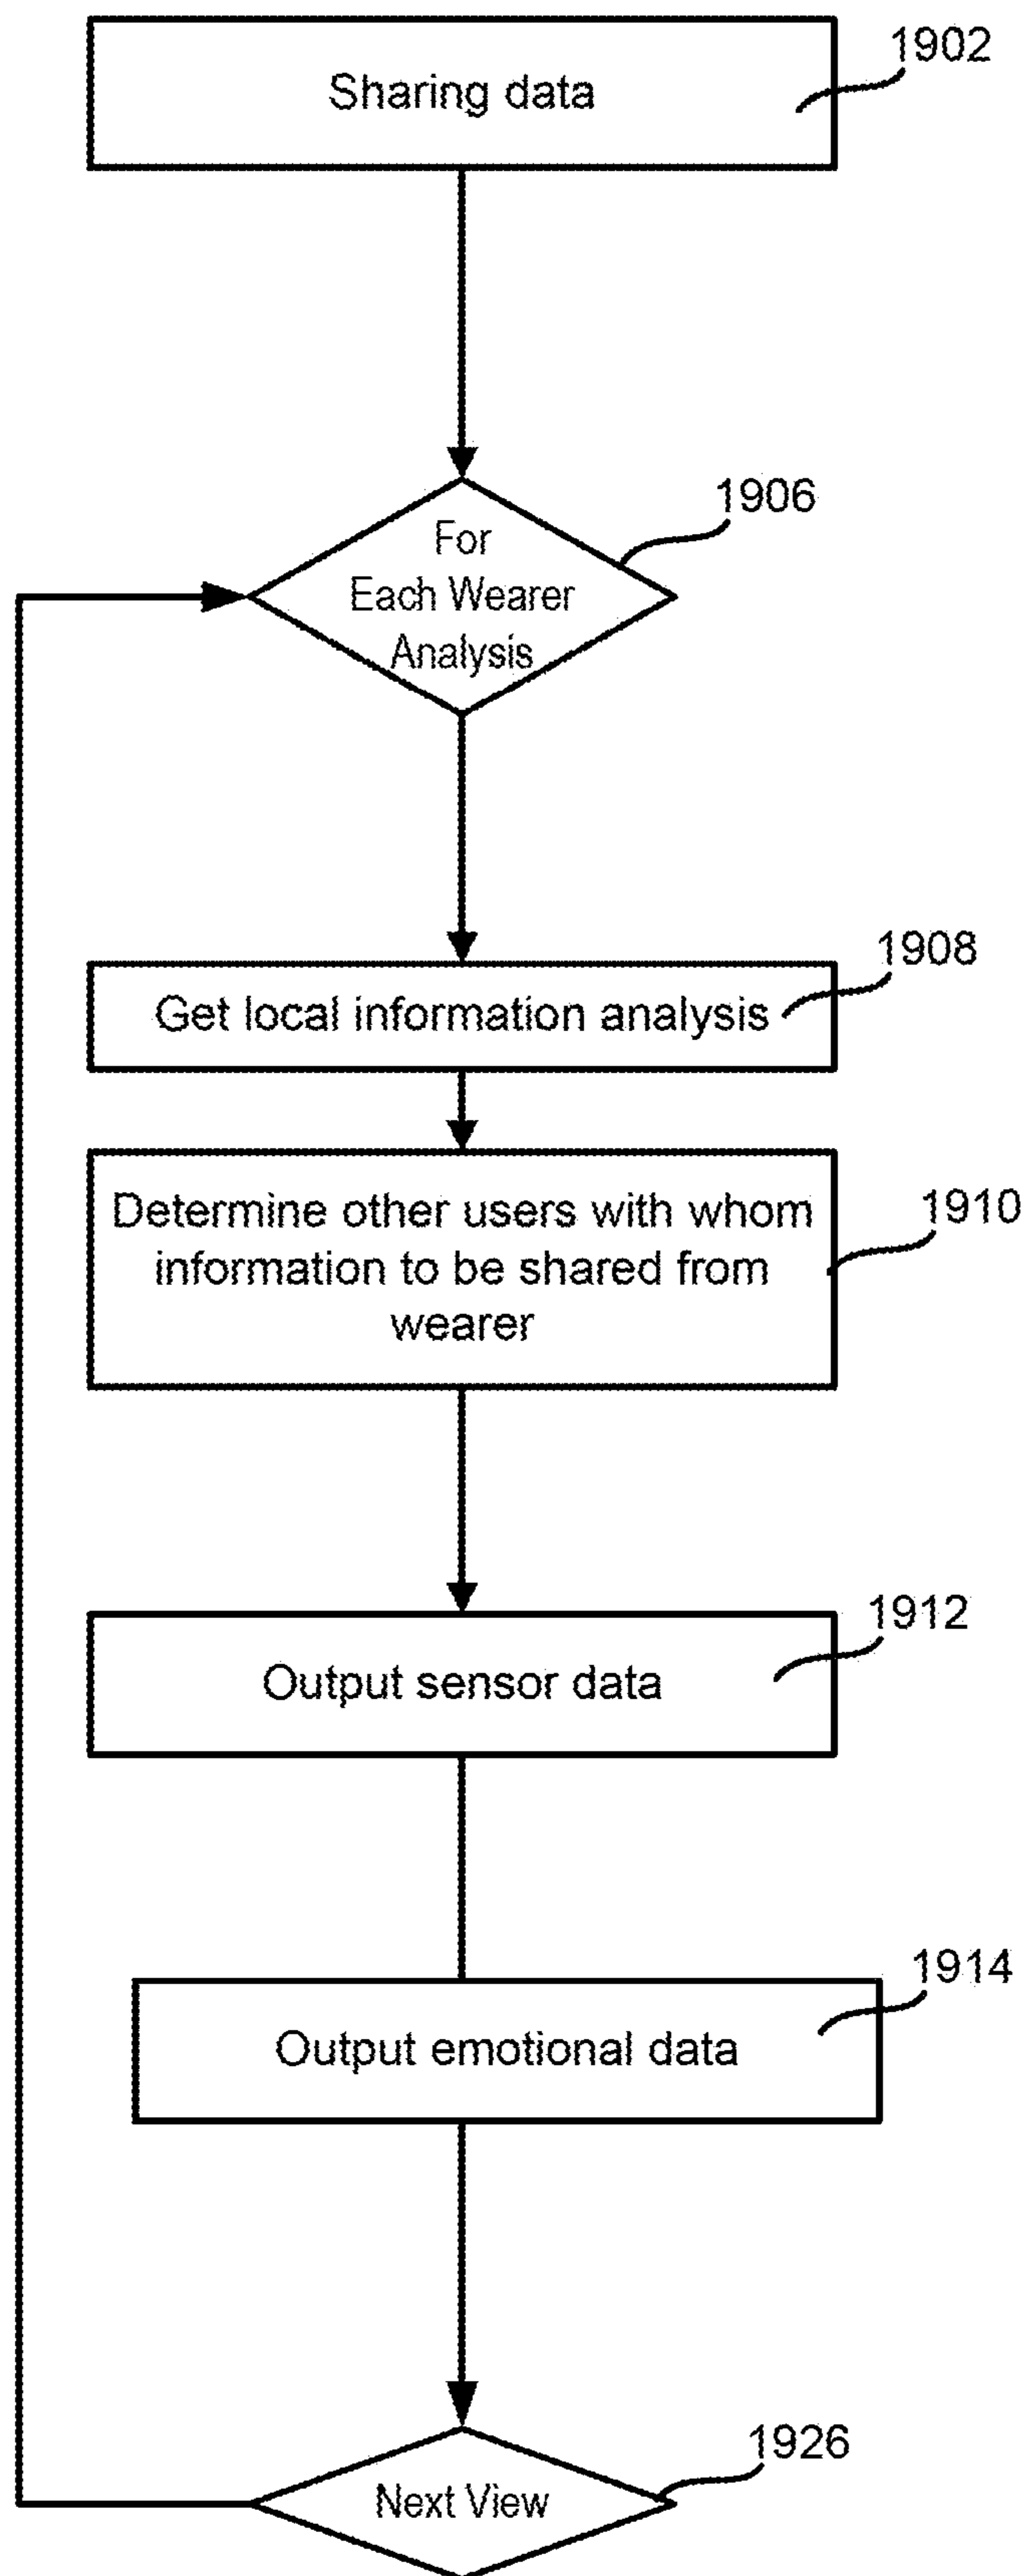 1902
Sharing data
1906
For
Each Wearer
Analysis
1908
Get local information analysis
1910
Determine other users with whom
information to be shared from
wearer
1912
Output sensor data
1914
Output emotional data
1926
Next View